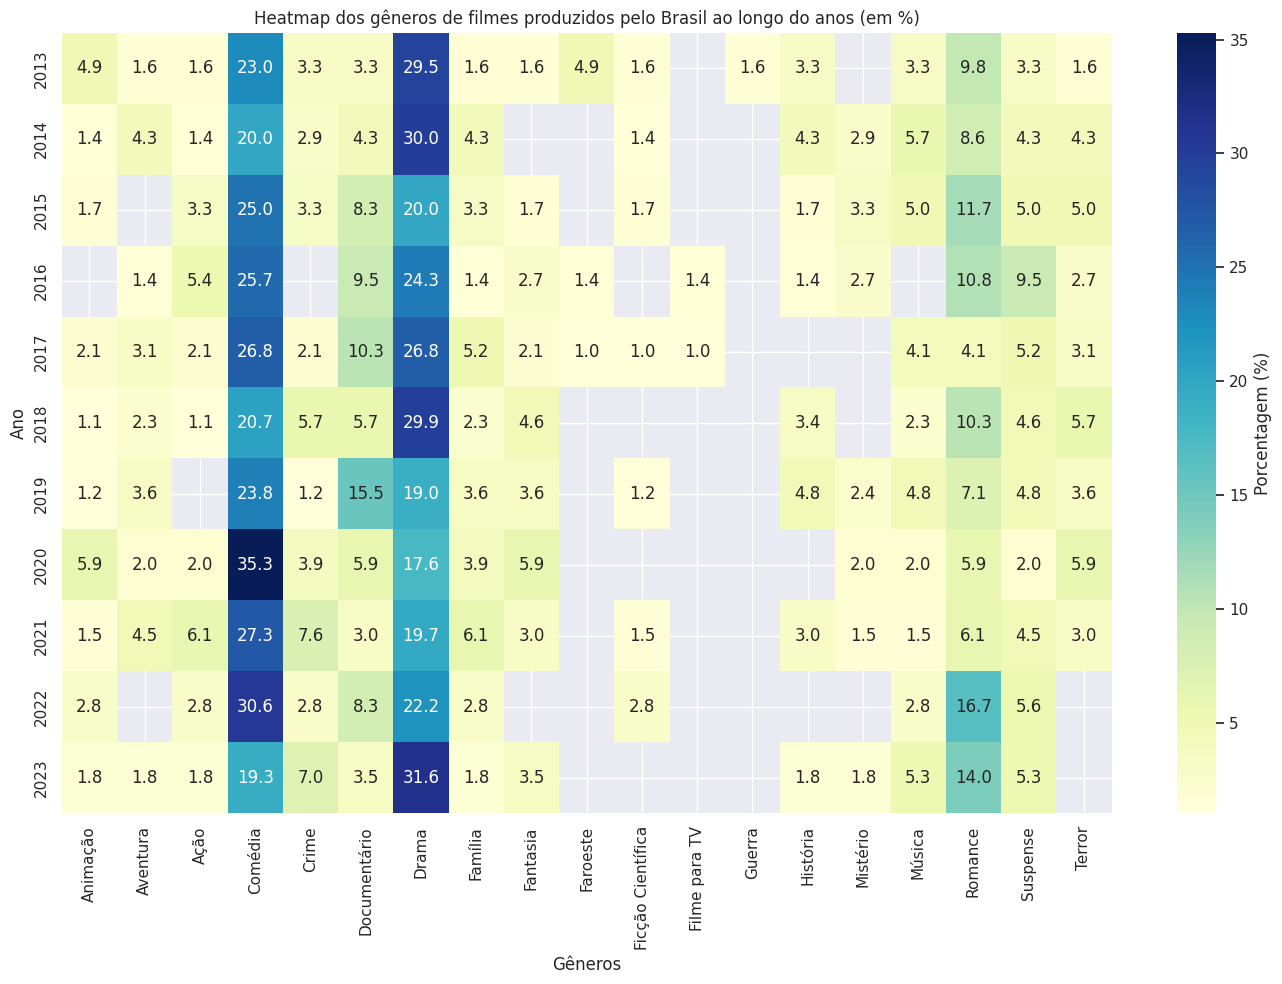 Heatmap dos gêneros de filmes produzidos pelo Brasil ao longo do anos (em %)
2013 4.9 1.6 1.6 23.0 3.3 3.3 29.5 1.6 1.6 4.9 1.6 1.6 3.3 3.3 9.8 3.3 1.6
2014 1.4 4.3 1.4 20.0 2.9 4.3 30.0 4.3 1.4 4.3 2.9 5.7 8.6 4.3 4.3
2015 1.7 3.3 25.0 3.3 8.3 20.0 3.3 1.7 1.7 1.7 3.3 5.0 11.7 5.0 5.0
2016 1.4 5.4 25.7 9.5 24.3 1.4 2.7 1.4 1.4 1.4 2.7 10.8 9.5 2.7
2017 2.1 3.1 2.1 26.8 2.1 10.3 26.8 5.2 2.1 1.0 1.0 1.0 4.1 4.1 5.2 3.1
2018 1.1 2.3 1.1 20.7 5.7 5.7 29.9 2.3 4.6 3.4 2.3 10.3 4.6 5.7
2019 1.2 3.6 23.8 1.2 15.5 19.0 3.6 3.6 1.2 4.8 2.4 4.8 7.1 4.8 3.6
2020 5.9 2.0 2.0 35.3 3.9 5.9 17.6 3.9 5.9 2.0 2.0 5.9 2.0 5.9
2021 1.5 4.5 6.1 27.3 7.6 3.0 19.7 6.1 3.0 1.5 3.0 1.5 1.5 6.1 4.5 3.0
2022 2.8 2.8 30.6 2.8 8.3 22.2 2.8 2.8 2.8 16.7 5.6
2023 1.8 1.8 1.8 19.3 7.0 3.5 31.6 1.8 3.5 1.8 1.8 5.3 14.0 5.3
Ano
Animação
Aventura
Ação
Comédia
Crime
Documentário
Drama
Família
Fantasia
Faroeste
Ficção Científica
Filme para TV
Guerra
História
Mistério
Música
Romance
Suspense
Terror
Gêneros
35
30
25
20
15
10
5
Porcentagem (%)